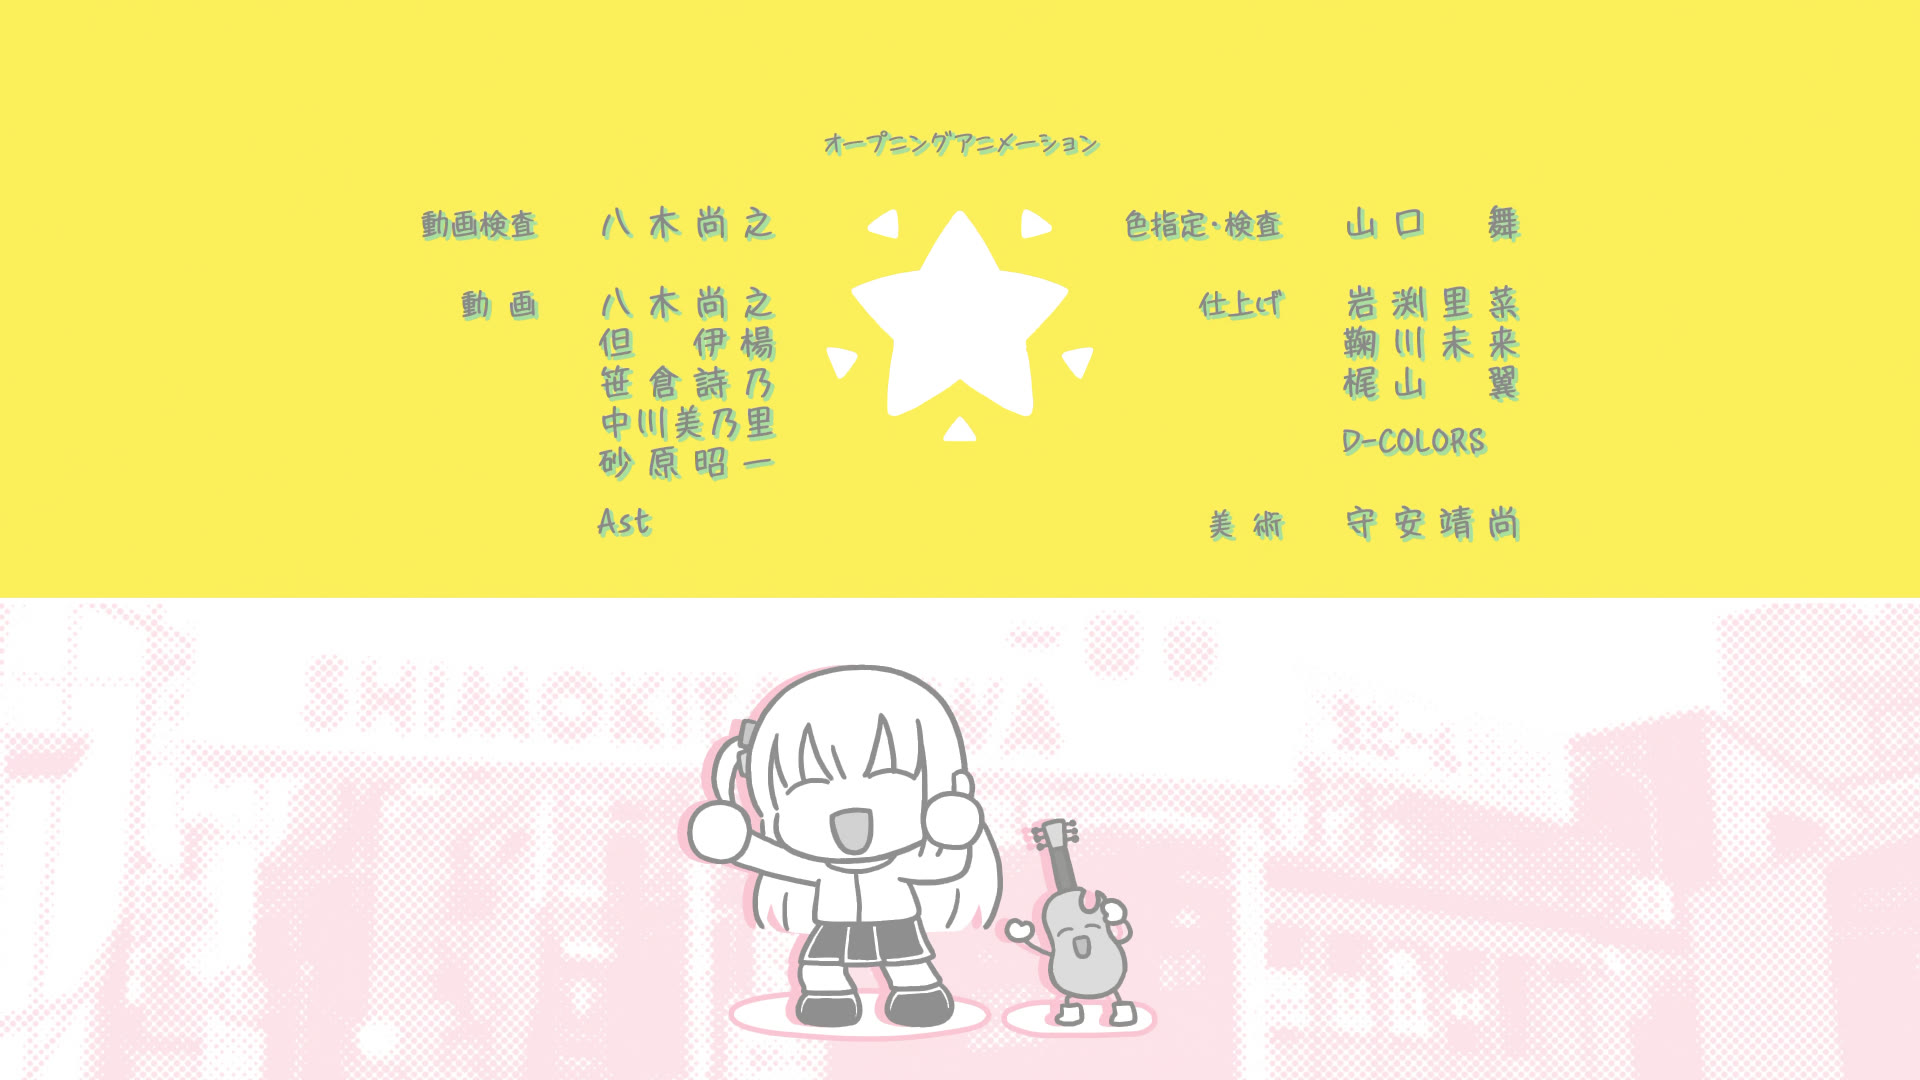 オープニングアニメーション
動画検査 八木尚之
動画 八木尚之
但 伊楊
笹倉詩乃
中川美乃里
砂原昭一
Ast
色指定・検査 山口 舞
仕上げ 岩渕里菜
鞠川未来
梶山 翼
D-COLORS
美術 守安靖尚
SHIMOKIT WA